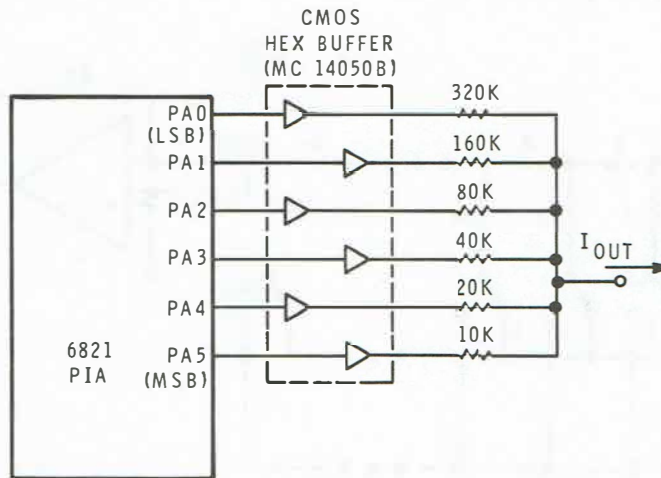 CMOS
HEX BUFFER
(MC 14050B)
320K
PA0
(LSB)
160K
PA1
80K
PA2
40K
PA3
I OUT
20K
PA4
10K
PA5
(MSB)
6821
PIA